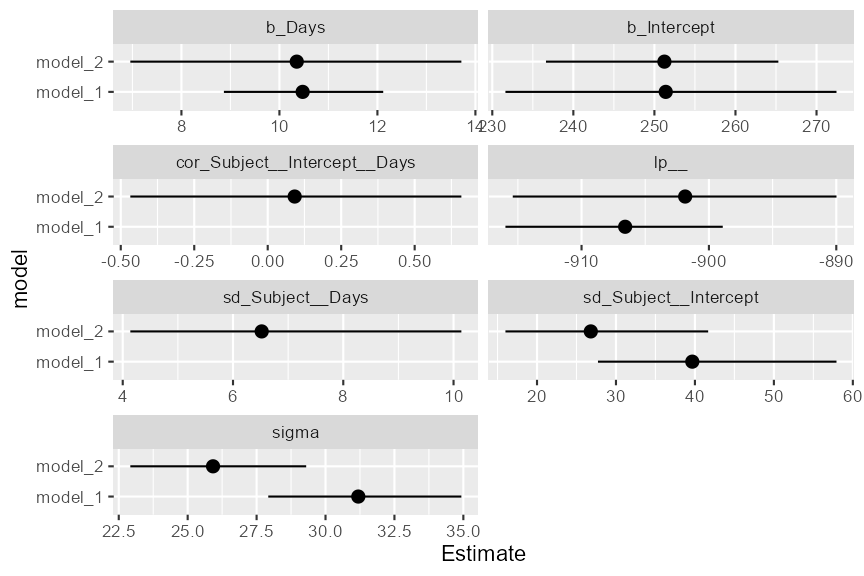 b_Days b_Intercept
model_2
model_1
8 10 12 14 230 240 250 260 270
cor_Subject__Intercept__Days lp__
model_2
model_1
-0.50 -0.25 0.00 0.25 0.50 -910 -900 -890
model
sd_Subject__Days sd_Subject__Intercept
model_2
model_1
4 6 8 10 20 30 40 50 60
sigma
model_2
model_1
22.5 25.0 27.5 30.0 32.5 35.0
Estimate